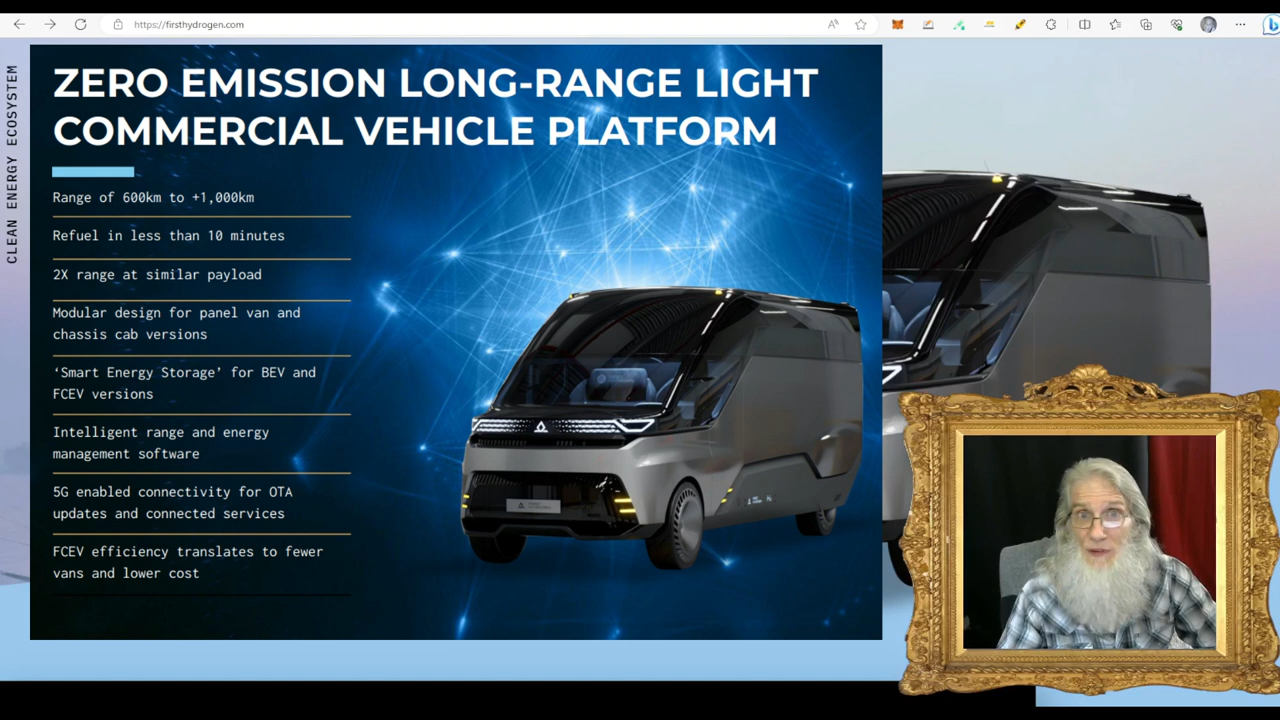 https://firsthydrogen.com
CLEAN ENERGY ECOSYSTEM
ZERO EMISSION LONG-RANGE LIGHT
COMMERCIAL VEHICLE PLATFORM
Range of 600km to +1,000km
Refuel in less than 10 minutes
2X range at similar payload
Modular design for panel van and
chassis cab versions
‘Smart Energy Storage’ for BEV and
FCEV versions
Intelligent range and energy
management software
5G enabled connectivity for OTA
updates and connected services
FCEV efficiency translates to fewer
vans and lower cost